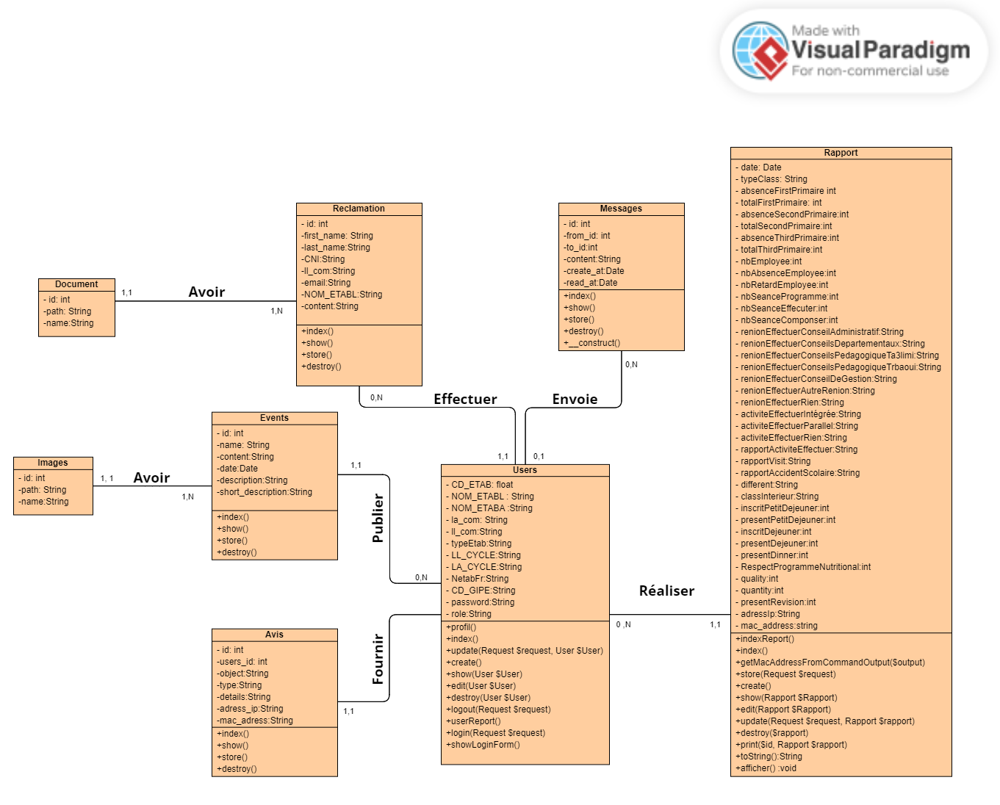 Made with
Visual Paradigm
For non-commercial use
Rapport
- date: Date
- typeClass: String
- absenceFirstPrimaire int
- totalFirstPrimaire: int
- absenceSecondPrimaire:int
- totalSecondPrimaire:int
- absenceThirdPrimaire:int
- totalThirdPrimaire:int
- nbEmployee:int
- nbAbsenceEmployee:int
- nbRetardEmployee:int
- nbSeanceProgramme:int
- nbSeanceEffecuter:int
- nbSeanceComponser:int
- renionEffectuerConseilAdministratif:String
- renionEffectuerConseilsDepartementaux:String
- renionEffectuerConseilsPedagogiqueTa3limi:String
- renionEffectuerConseilsPedagogiqueTrbaoui:String
- renionEffectuerConseilDeGestion:String
- renionEffectuerAutreRenion:String
- renionEffectuerRien:String
- activiteEffectuerIntégrée:String
- activiteEffectuerParallel:String
- activiteEffectuerRien:String
- rapportActiviteEffectuer:String
- rapportVisit:String
- rapportAccidentScolaire:String
- different:String
- classInterieur:String
- inscritPetitDejeuner:int
- presentPetitDejeuner:int
- inscritDejeuner:int
- presentDejeuner:int
- presentDinner:int
- RespectProgrammeNutritional:int
- quality:int
- quantity:int
- presentRevision:int
- adressIp:String
- mac_address:string
+indexReport()
+index()
+getMacAddressFromCommandOutput($output)
+store(Request $request)
+create()
+show(Rapport $Rapport)
+edit(Rapport $Rapport)
+update(Request $request, Rapport $rapport)
+destroy($rapport)
+print($id, Rapport $rapport)
+toString():String
+afficher() :void
Reclamation
- id: int
-first_name: String
-last_name:String
-CNI:String
-ll_com:String
-email:String
-NOM_ETABL:String
-content:String
+index()
+show()
+store()
+destroy()
Messages
- id: int
-from_id: int
-to_id:int
-content:String
-create_at:Date
-read_at:Date
+index()
+show()
+store()
+destroy()
+__construct()
Document
- id: int
-path: String
-name:String
1,1
Avoir
1,N
0,N
Effectuer
Envoie
0,N
1,1
0,1
Events
- id: int
-name: String
-content:String
-date:Date
-description:String
-short_description:String
+index()
+show()
+store()
+destroy()
Images
- id: int
-path: String
-name:String
1, 1
Avoir
1,N
1,1
Publier
0,N
Users
- CD_ETAB: float
- NOM_ETABL : String
- NOM_ETABA :String
- la_com: String
- ll_com:String
- typeEtab:String
- LL_CYCLE:String
- LA_CYCLE:String
- NetabFr:String
- CD_GIPE:String
- password:String
- role:String
+profil()
+index()
+update(Request $request, User $User)
+create()
+show(User $User)
+edit(User $User)
+destroy(User $User)
+logout(Request $request)
+userReport()
+login(Request $request)
+showLoginForm()
Réaliser
0 ,N
1,1
Avis
- id: int
-users_id: int
-object:String
-type:String
-details:String
-adress_ip:String
-mac_adress:String
+index()
+show()
+store()
+destroy()
Fournir
1,1